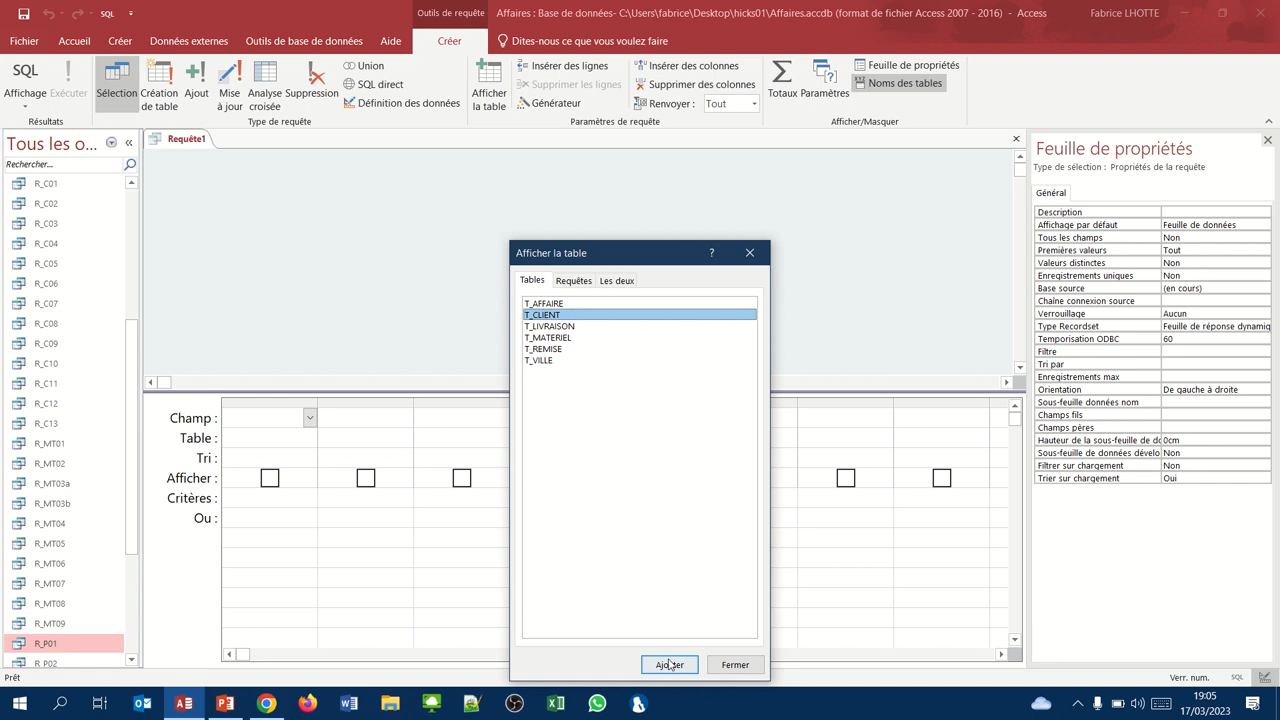 SQL
Outils de requête
Affaires : Base de données- C:\Users\fabrice\Desktop\hicks01\Affaires.accdb (format de fichier Access 2007 - 2016) - Access
Fabrice LHOTTE
Fichier
Accueil
Créer
Données externes
Outils de base de données
Aide
Créer
Dites-nous ce que vous voulez faire
SQL
Affichage
Exécuter
Résultats
Sélection
Création de table
Ajout
Mise à jour
Analyse croisée
Suppression
Union
SQL direct
Définition des données
Type de requête
Afficher la table
Insérer des lignes
Supprimer les lignes
Générateur
Insérer des colonnes
Supprimer des colonnes
Renvoyer : Tout
Paramètres de requête
Totaux
Paramètres
Feuille de propriétés
Noms des tables
Afficher/Masquer
Tous les o...
Rechercher...
R_C01
R_C02
R_C03
R_C04
R_C05
R_C06
R_C07
R_C08
R_C09
R_C10
R_C11
R_C12
R_C13
R_MT01
R_MT02
R_MT03a
R_MT03b
R_MT04
R_MT05
R_MT06
R_MT07
R_MT08
R_MT09
R_P01
R_P02
Requête1
Champ :
Table :
Tri :
Afficher :
Critères :
Ou :
Afficher la table
?
Tables
Requêtes
Les deux
T_AFFAIRE
T_CLIENT
T_LIVRAISON
T_MATERIEL
T_REMISE
T_VILLE
Ajouter
Fermer
Feuille de propriétés
Type de sélection : Propriétés de la requête
Général
Description
Affichage par défaut Feuille de données
Tous les champs Non
Premières valeurs Tout
Valeurs distinctes Non
Enregistrements uniques Non
Base source (en cours)
Chaîne connexion source
Verrouillage Aucun
Type Recordset Feuille de réponse dynamiq
Temporisation ODBC 60
Filtre
Tri par
Enregistrements max
Orientation De gauche à droite
Sous-feuille données nom
Champs fils
Champs pères
Hauteur de la sous-feuille de do 0cm
Sous-feuille de données dévelo Non
Filtrer sur chargement Non
Trier sur chargement Oui
Prêt
Verr. num.
SQL
19:05
17/03/2023